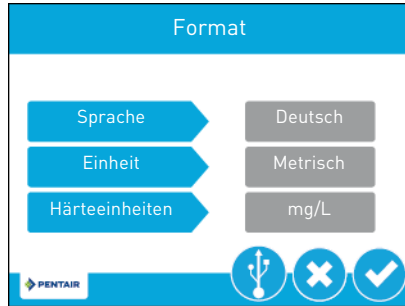 Format
Sprache
Deutsch
Einheit
Metrisch
Härteeinheiten
mg/L
PENTAIR